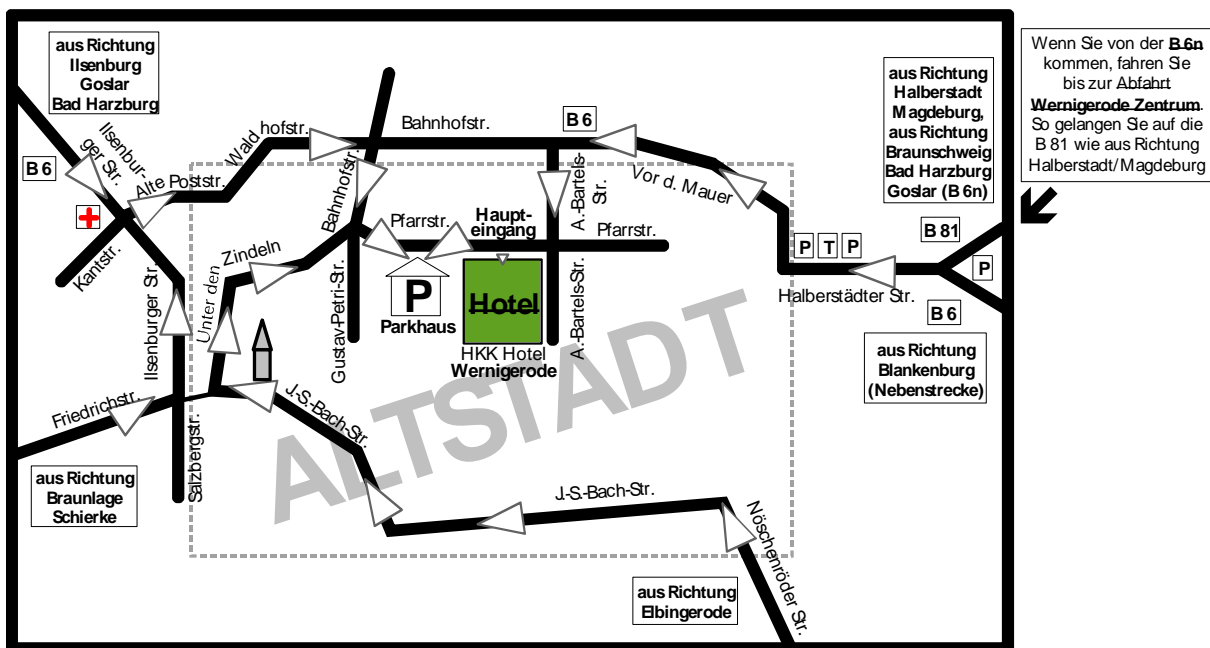 aus Richtung
Ilsenburg
Goslar
Bad Harzburg
B 6
Ilsenbur-
ger Str.
Alte Poststr.
Wald
hofstr.
Bahnhofstr.
B 6
Vor d. Mauer
aus Richtung
Halberstadt
Magdeburg,
aus Richtung
Braunschweig
Bad Harzburg
Goslar (B 6n)
Wenn Sie von der B 6n
kommen, fahren Sie
bis zur Abfahrt
Wernigerode Zentrum.
So gelangen Sie auf die
B 81 wie aus Richtung
Halberstadt/Magdeburg
Kantstr.
Ilsenburger Str.
Unter den
Zindeln
Bahnhofstr.
Pfarrstr.
Haupt-
eingang
A.-Bartels-
Str.
Pfarrstr.
P
T
P
B 81
P
B 6
Halberstädter Str.
P
Parkhaus
Gustav-Petri-Str.
Hotel
HKK Hotel
Wernigerode
A.-Bartels-Str.
aus Richtung
Blankenburg
(Nebenstrecke)
Friedrichstr.
Salzbergstr.
J.-S.-Bach-Str.
ALTSTADT
aus Richtung
Braunlage
Schierke
J.-S.-Bach-Str.
Nöschenröder Str.
aus Richtung
Elbingerode